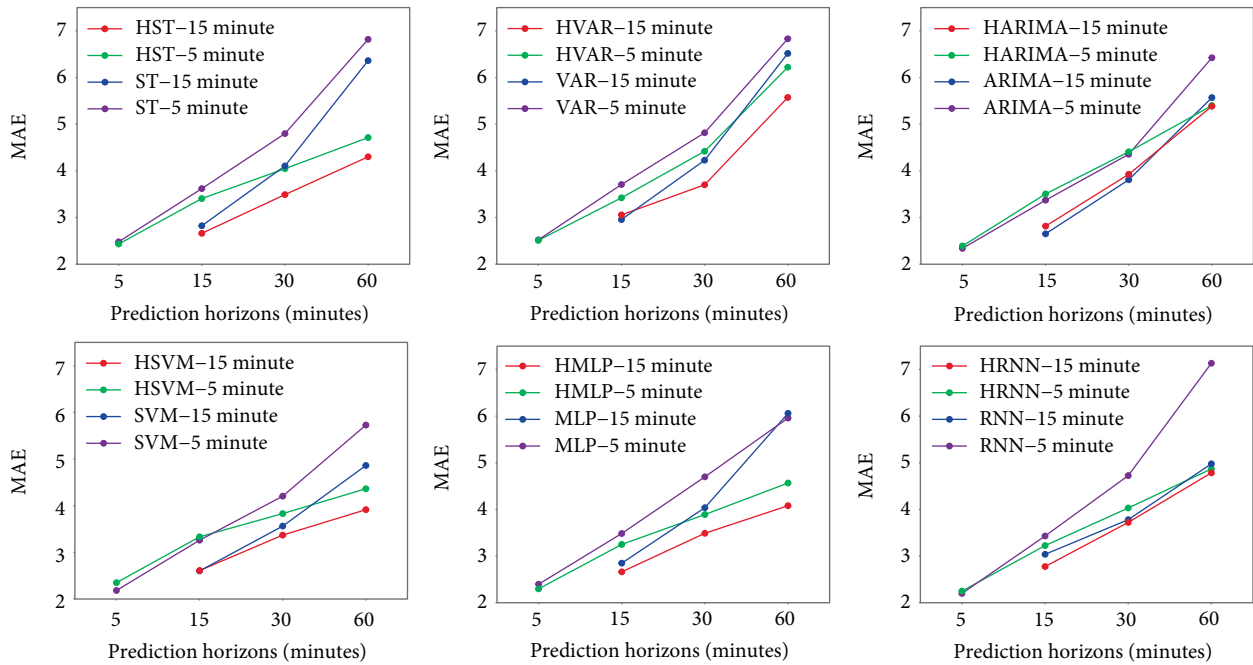 MAE
7
6
5
4
3
2
HST–15 minute
HST–5 minute
ST–15 minute
ST–5 minute
5 15 30 60
Prediction horizons (minutes)
MAE
7
6
5
4
3
2
HVAR–15 minute
HVAR–5 minute
VAR–15 minute
VAR–5 minute
5 15 30 60
Prediction horizons (minutes)
MAE
7
6
5
4
3
2
HARIMA–15 minute
HARIMA–5 minute
ARIMA–15 minute
ARIMA–5 minute
5 15 30 60
Prediction horizons (minutes)
MAE
7
6
5
4
3
2
HSVM–15 minute
HSVM–5 minute
SVM–15 minute
SVM–5 minute
5 15 30 60
Prediction horizons (minutes)
MAE
7
6
5
4
3
2
HMLP–15 minute
HMLP–5 minute
MLP–15 minute
MLP–5 minute
5 15 30 60
Prediction horizons (minutes)
MAE
7
6
5
4
3
2
HRNN–15 minute
HRNN–5 minute
RNN–15 minute
RNN–5 minute
5 15 30 60
Prediction horizons (minutes)